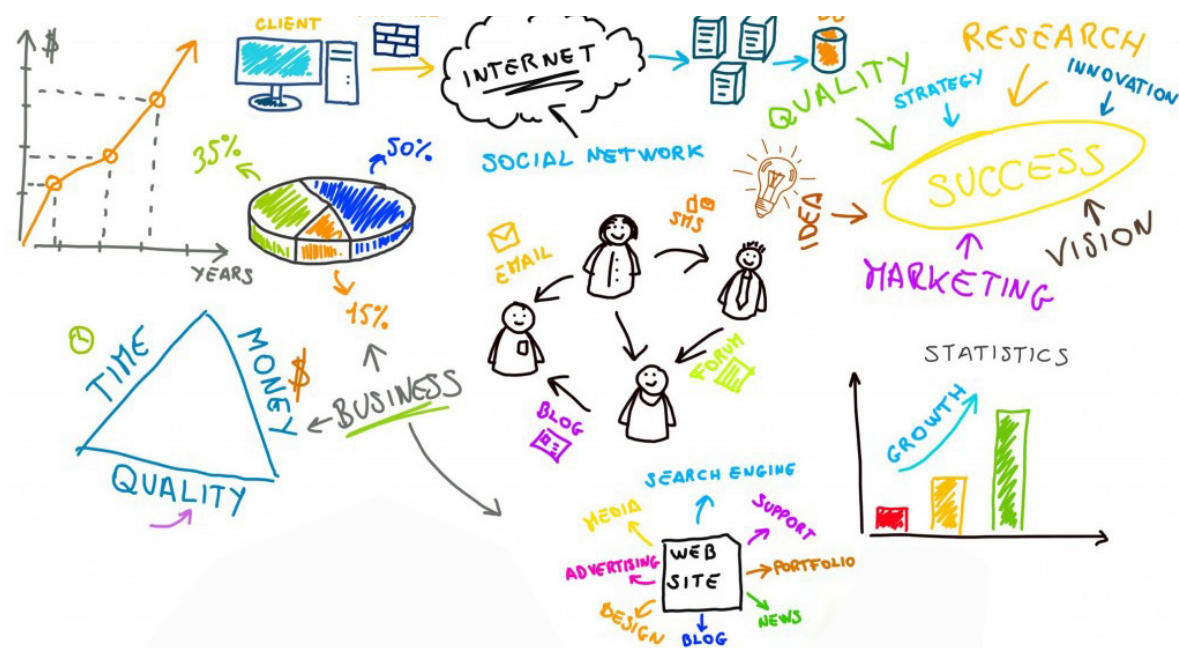 $
CLIENT
INTERNET
RESEARCH
INNOVATION
STRATEGY
QUALITY
SUCCESS
35%
50%
SOCIAL NETWORK
IDEA
VISION
MARKETING
SMS
EMAIL
YEARS
15%
TIME
MONEY
$
QUALITY
BUSINESS
FORUM
BLOG
STATISTICS
GROWTH
SEARCH ENGINE
MEDIA
SUPPORT
ADVERTISING
WEB
SITE
PORTFOLIO
DESIGN
BLOG
NEWS